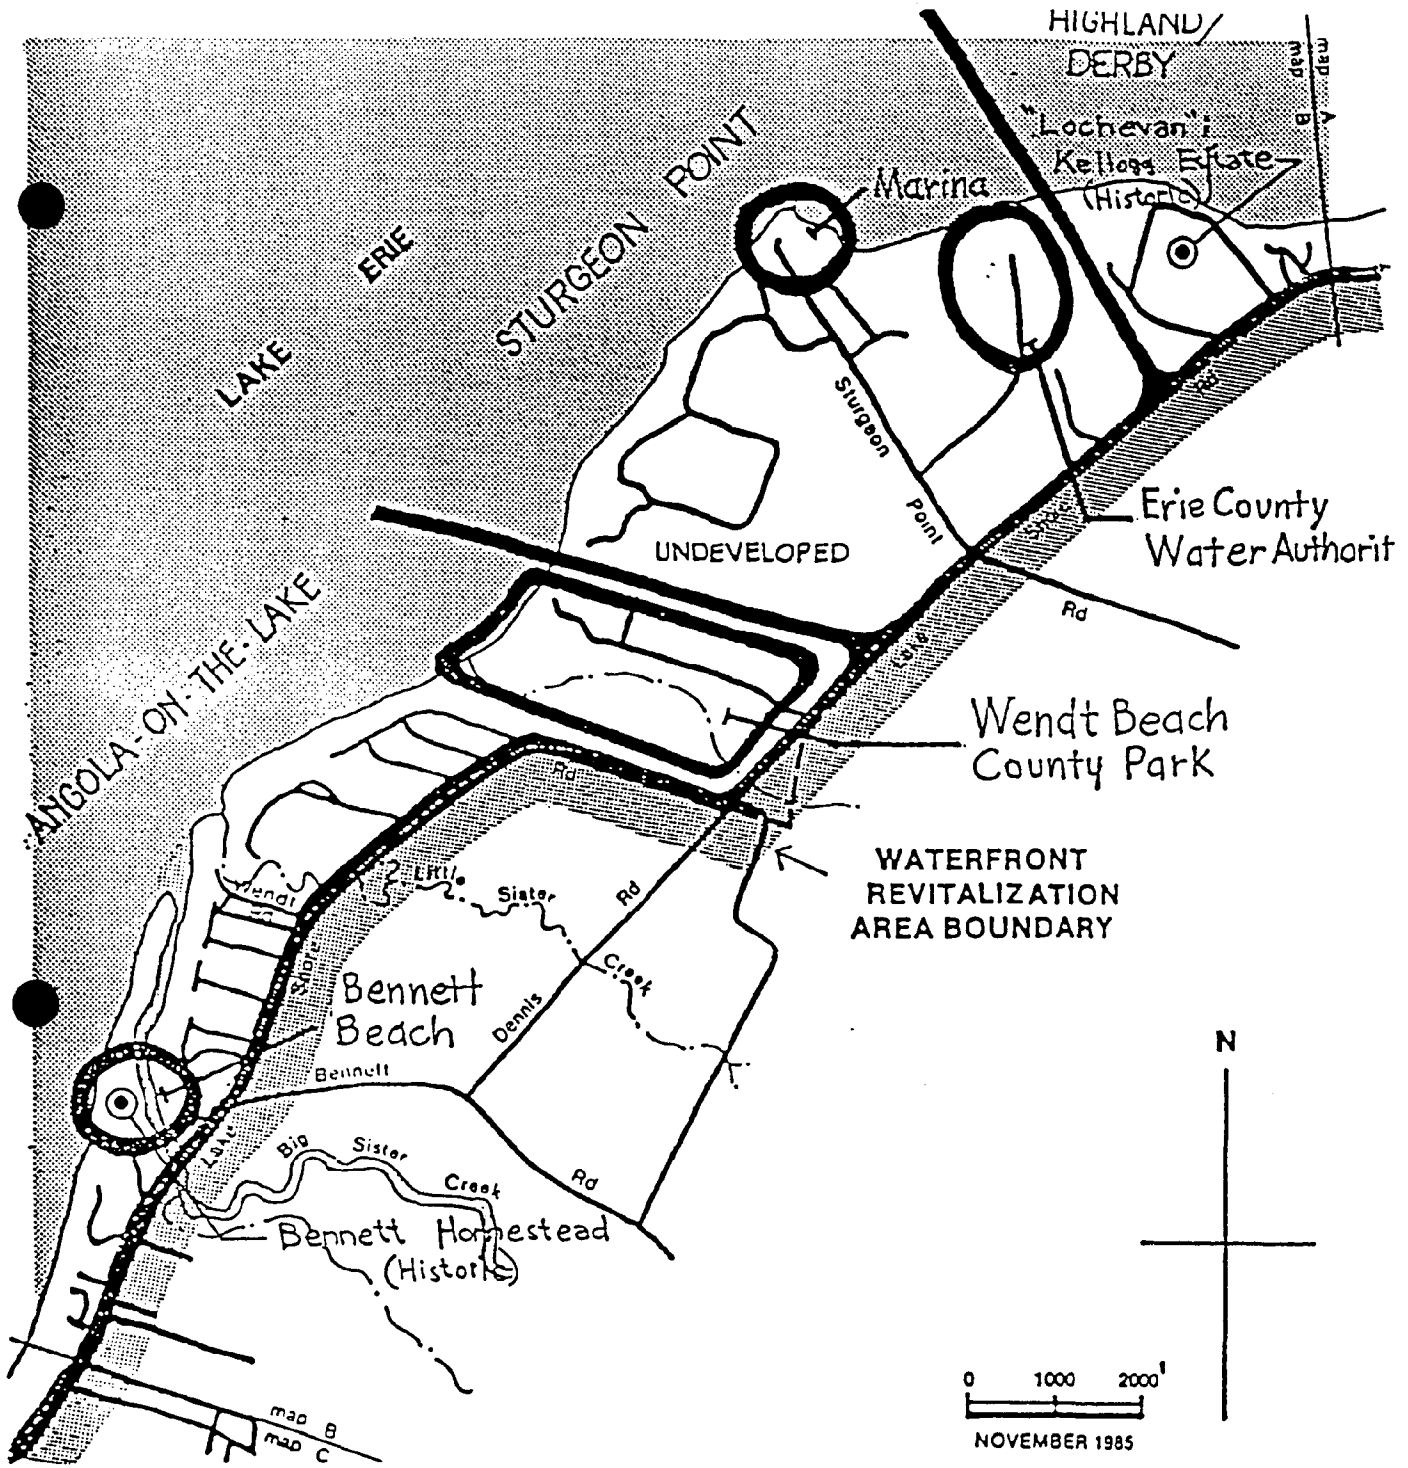 HIGHLAND/
DERBY
map A
map B
"Lochevan":
Kellogg Estate
(Historic)
STURGEON POINT
Marina
LAKE ERIE
Sturgeon
Point
Rd
Rd
Shore
Lake
Erie County
Water Authorit
UNDEVELOPED
ANGOLA-ON-THE-LAKE
Wendt Beach
County Park
Rd
WATERFRONT
REVITALIZATION
AREA BOUNDARY
Little
Sister
Creek
Wendt
Rd
Dennis
Shore
Bennett
Beach
Bennett
Rd
Lake
Big
Sister
Creek
Bennett Homestead
(Historic)
N
0 1000 2000'
NOVEMBER 1985
map B
map C